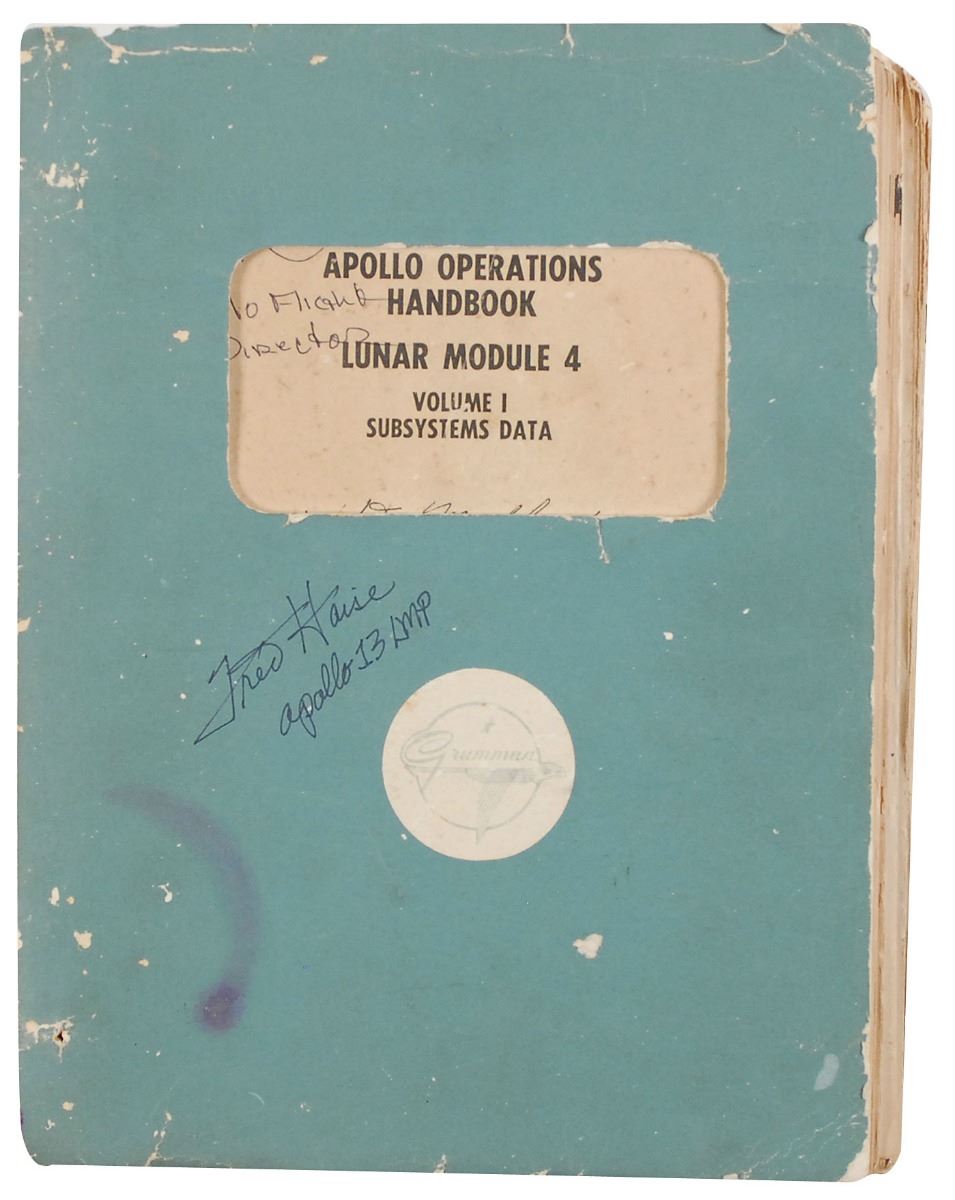 APOLLO OPERATIONS
HANDBOOK
to Flight
Director
LUNAR MODULE 4
VOLUME I
SUBSYSTEMS DATA
Fred Haise
apollo 13 LMP
Grumman